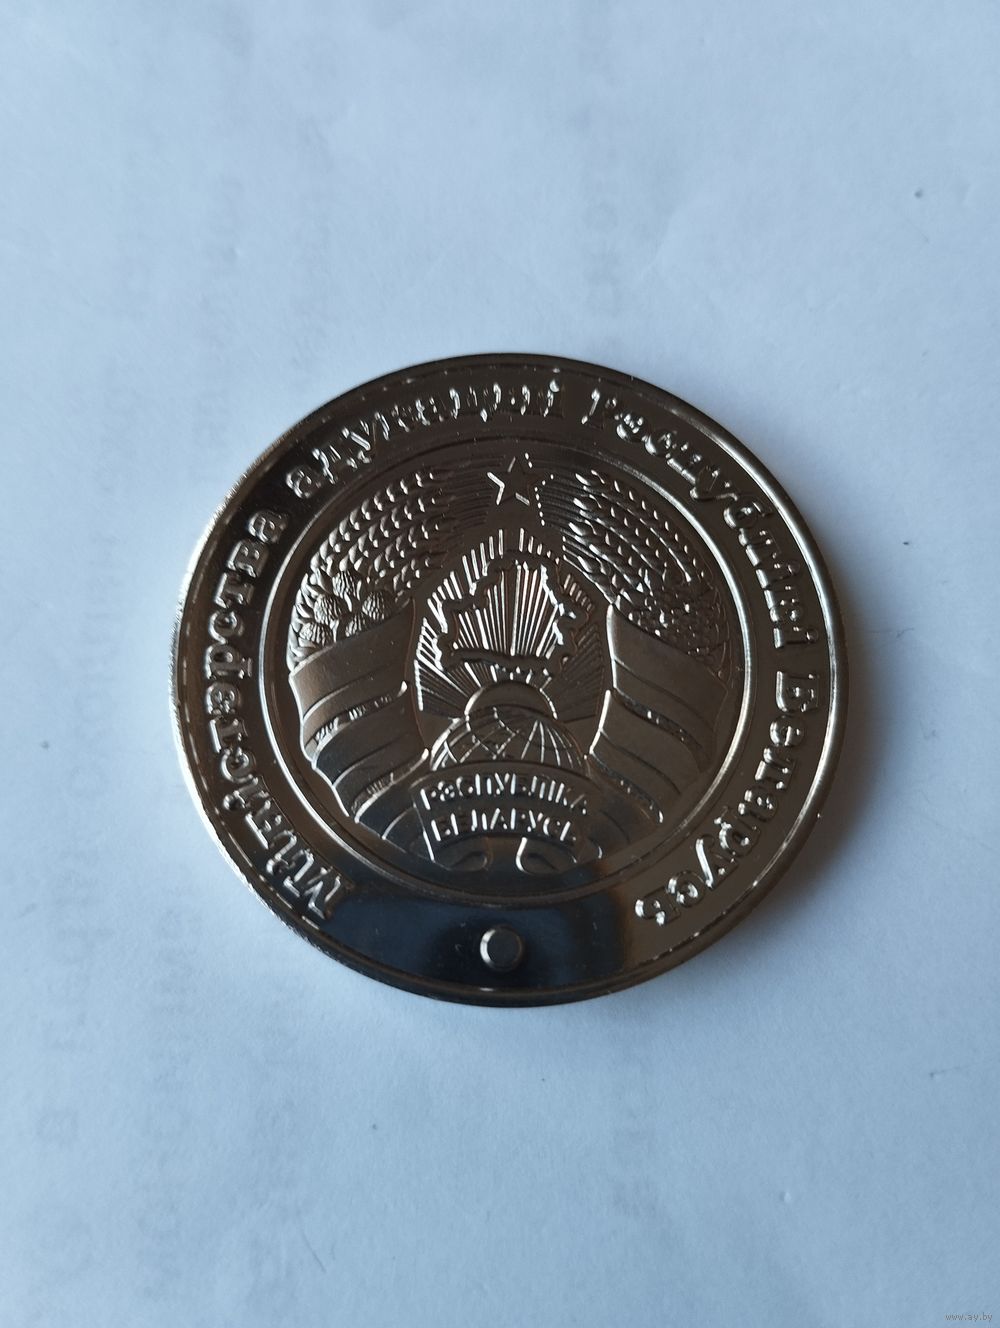 Міністэрства адукацыі Рэспублікі Беларусь
РЭСПУБЛІКА
БЕЛАРУСЬ
www.ay.by